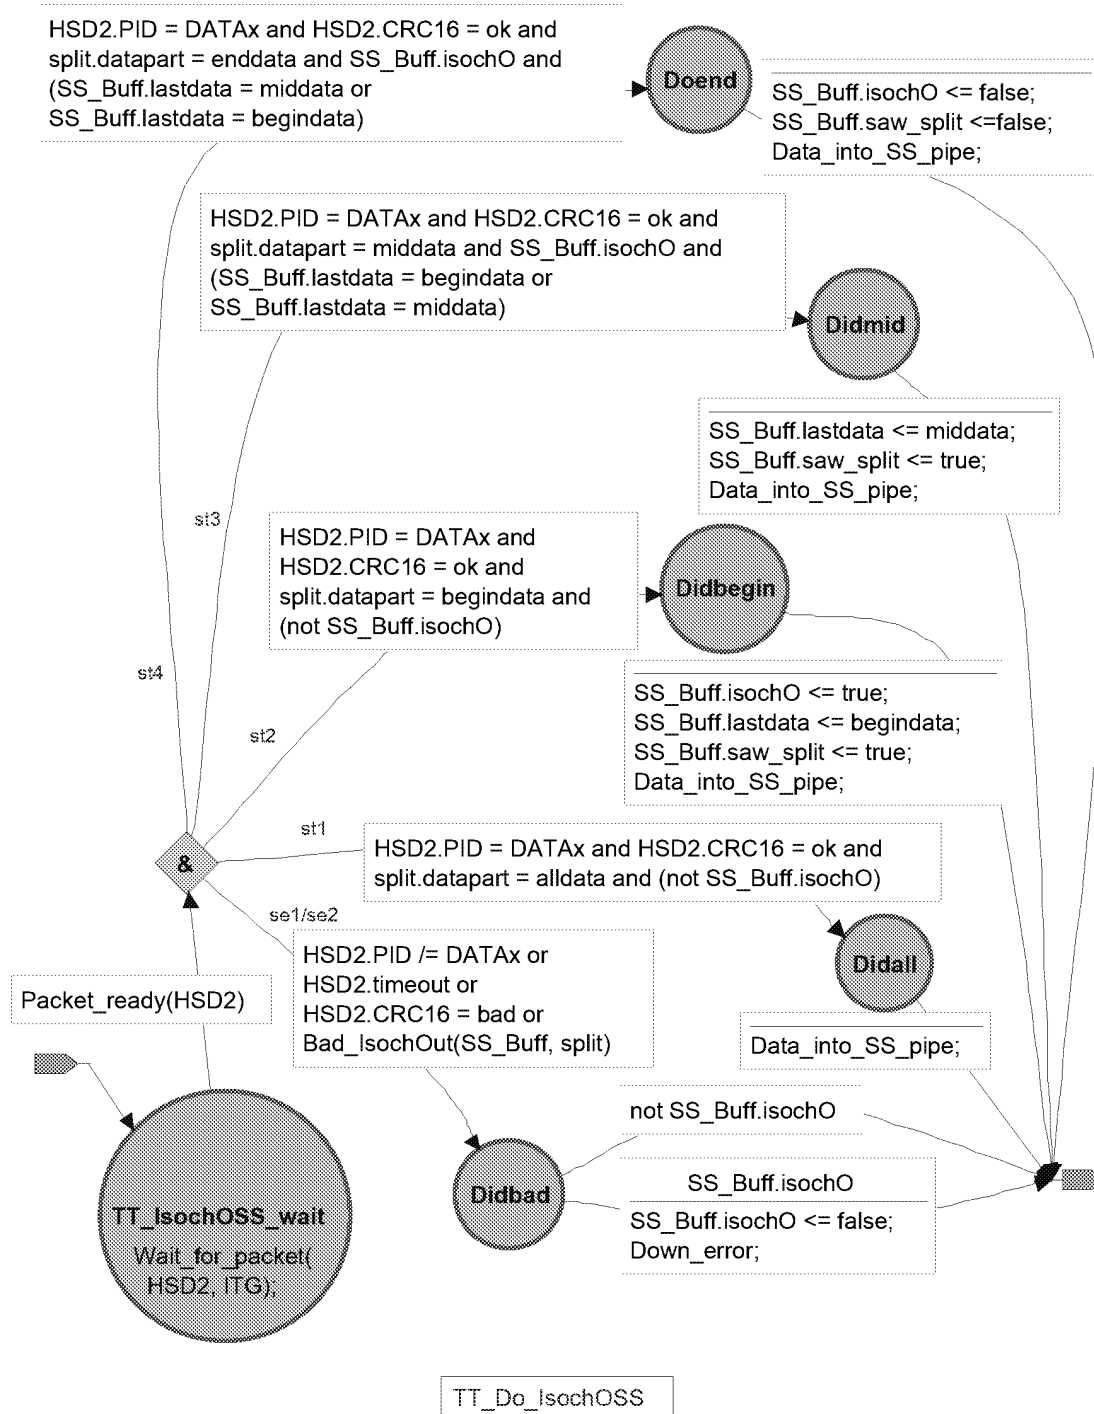 HSD2.PID = DATAx and HSD2.CRC16 = ok and
split.datapart = enddata and SS_Buff.isochO and
(SS_Buff.lastdata = middata or
SS_Buff.lastdata = begindata)
Doend
SS_Buff.isochO <= false;
SS_Buff.saw_split <=false;
Data_into_SS_pipe;
HSD2.PID = DATAx and HSD2.CRC16 = ok and
split.datapart = middata and SS_Buff.isochO and
(SS_Buff.lastdata = begindata or
SS_Buff.lastdata = middata)
Didmid
SS_Buff.lastdata <= middata;
SS_Buff.saw_split <= true;
Data_into_SS_pipe;
st3
HSD2.PID = DATAx and
HSD2.CRC16 = ok and
split.datapart = begindata and
(not SS_Buff.isochO)
Didbegin
st4
SS_Buff.isochO <= true;
SS_Buff.lastdata <= begindata;
SS_Buff.saw_split <= true;
Data_into_SS_pipe;
st2
st1
HSD2.PID = DATAx and HSD2.CRC16 = ok and
split.datapart = alldata and (not SS_Buff.isochO)
&
se1/se2
HSD2.PID /= DATAx or
HSD2.timeout or
HSD2.CRC16 = bad or
Bad_IsochOut(SS_Buff, split)
Didall
Packet_ready(HSD2)
Data_into_SS_pipe;
not SS_Buff.isochO
Didbad
SS_Buff.isochO
SS_Buff.isochO <= false;
Down_error;
TT_IsochOSS_wait
Wait_for_packet(
HSD2, ITG);
TT_Do_IsochOSS